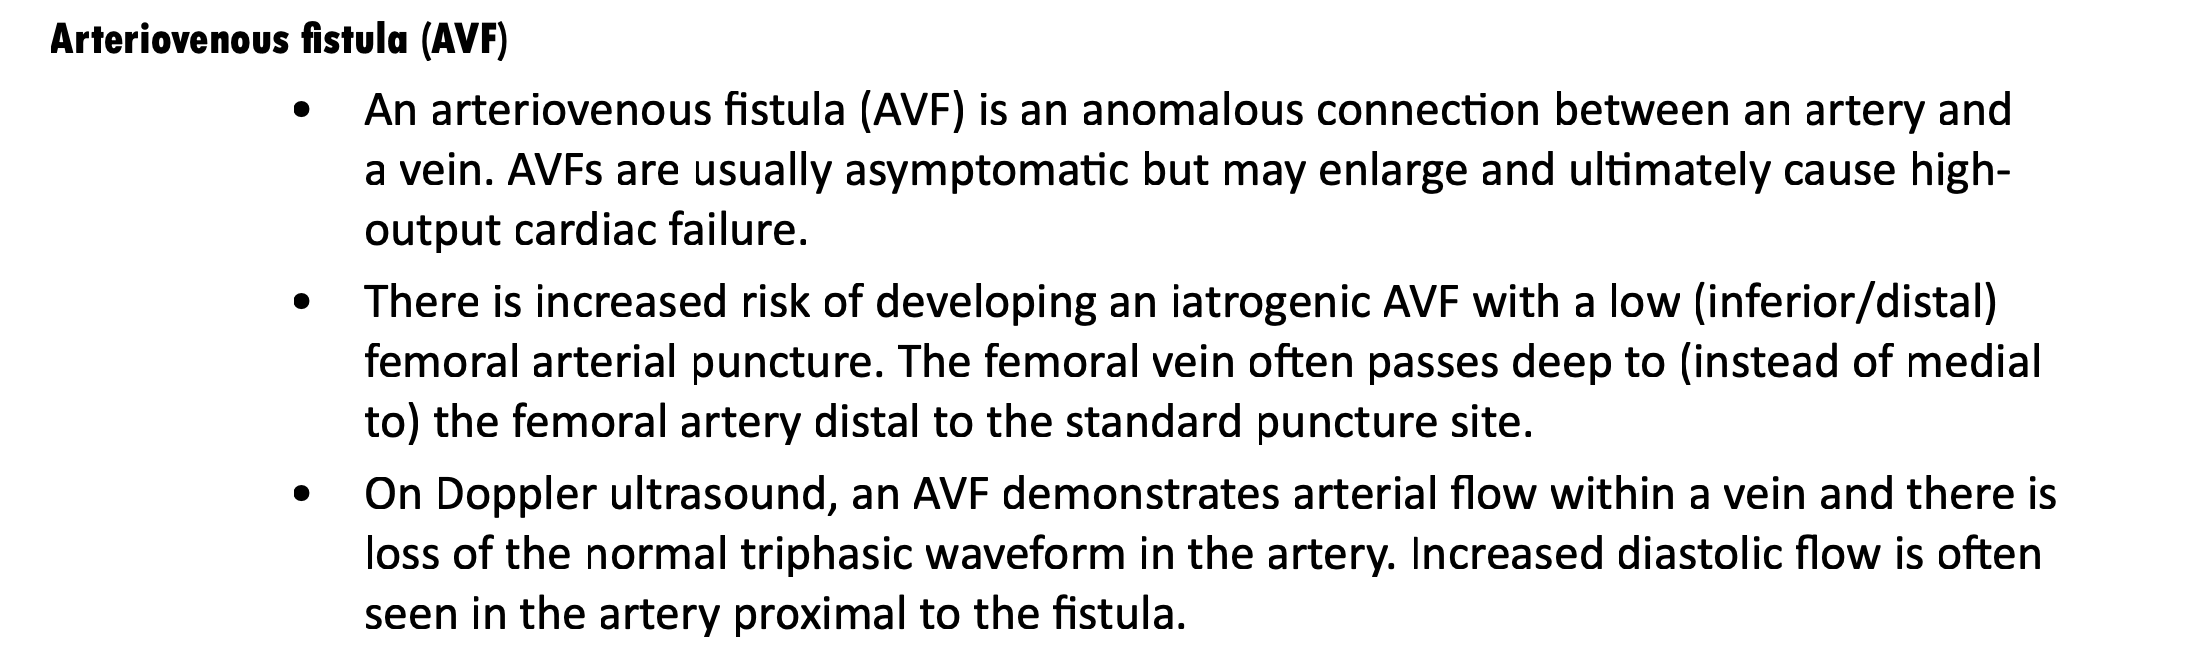 Arteriovenous fistula (AVF)
• An arteriovenous fistula (AVF) is an anomalous connection between an artery and
a vein. AVFs are usually asymptomatic but may enlarge and ultimately cause high-
output cardiac failure.
• There is increased risk of developing an iatrogenic AVF with a low (inferior/distal)
femoral arterial puncture. The femoral vein often passes deep to (instead of medial
to) the femoral artery distal to the standard puncture site.
• On Doppler ultrasound, an AVF demonstrates arterial flow within a vein and there is
loss of the normal triphasic waveform in the artery. Increased diastolic flow is often
seen in the artery proximal to the fistula.